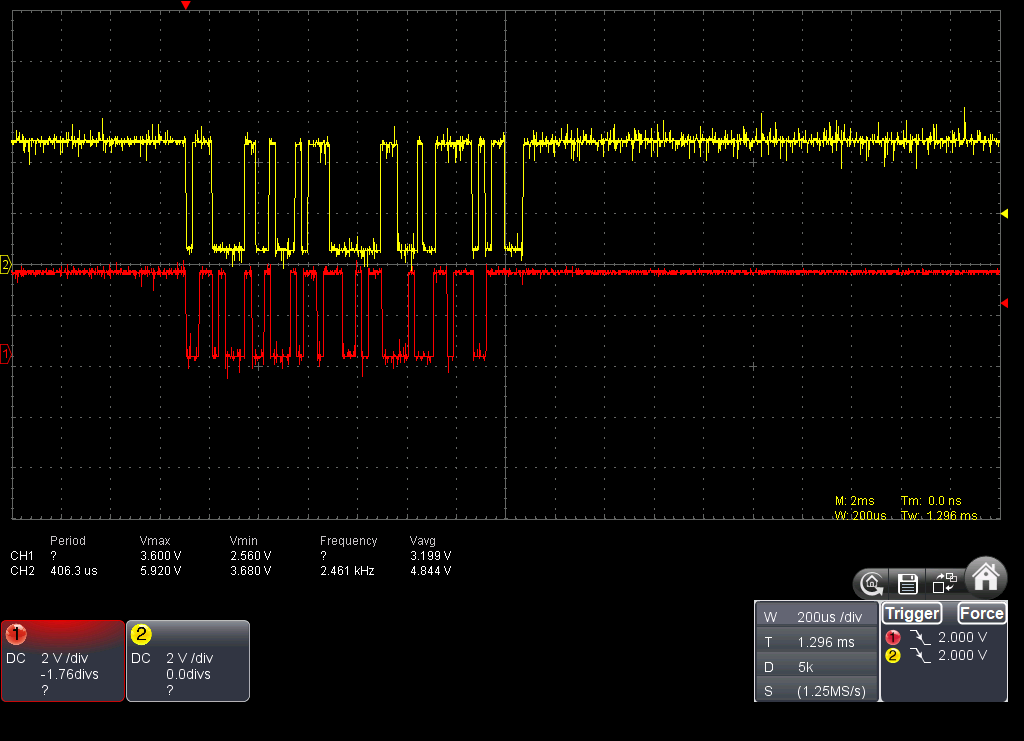 2
1
M: 2ms Tm: 0.0 ns
W: 200us Tw: 1.296 ms
Period Vmax Vmin Frequency Vavg
CH1 ? 3.600 V 2.560 V ? 3.199 V
CH2 406.3 us 5.920 V 3.680 V 2.461 kHz 4.844 V
1
DC 2 V /div
-1.76divs
?
2
DC 2 V /div
0.0divs
?
W 200us /div
T 1.296 ms
D 5k
S (1.25MS/s)
Trigger Force
1 2.000 V
2 2.000 V